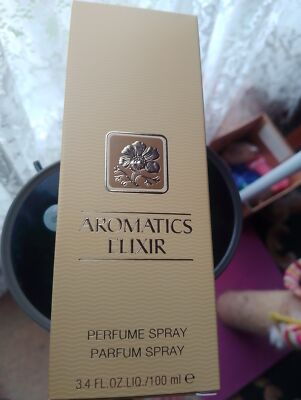 AROMATICS
ELIXIR
PERFUME SPRAY
PARFUM SPRAY
3.4 FL.OZ.LIQ./100 ml ℮